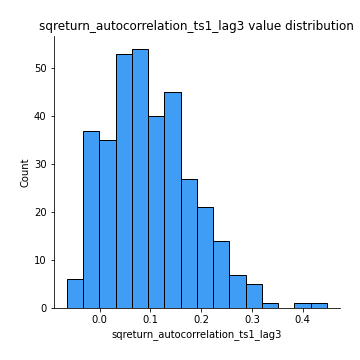 sqreturn_autocorrelation_ts1_lag3 value distribution
50
40
30
20
10
0
Count
0.0 0.1 0.2 0.3 0.4
sqreturn_autocorrelation_ts1_lag3